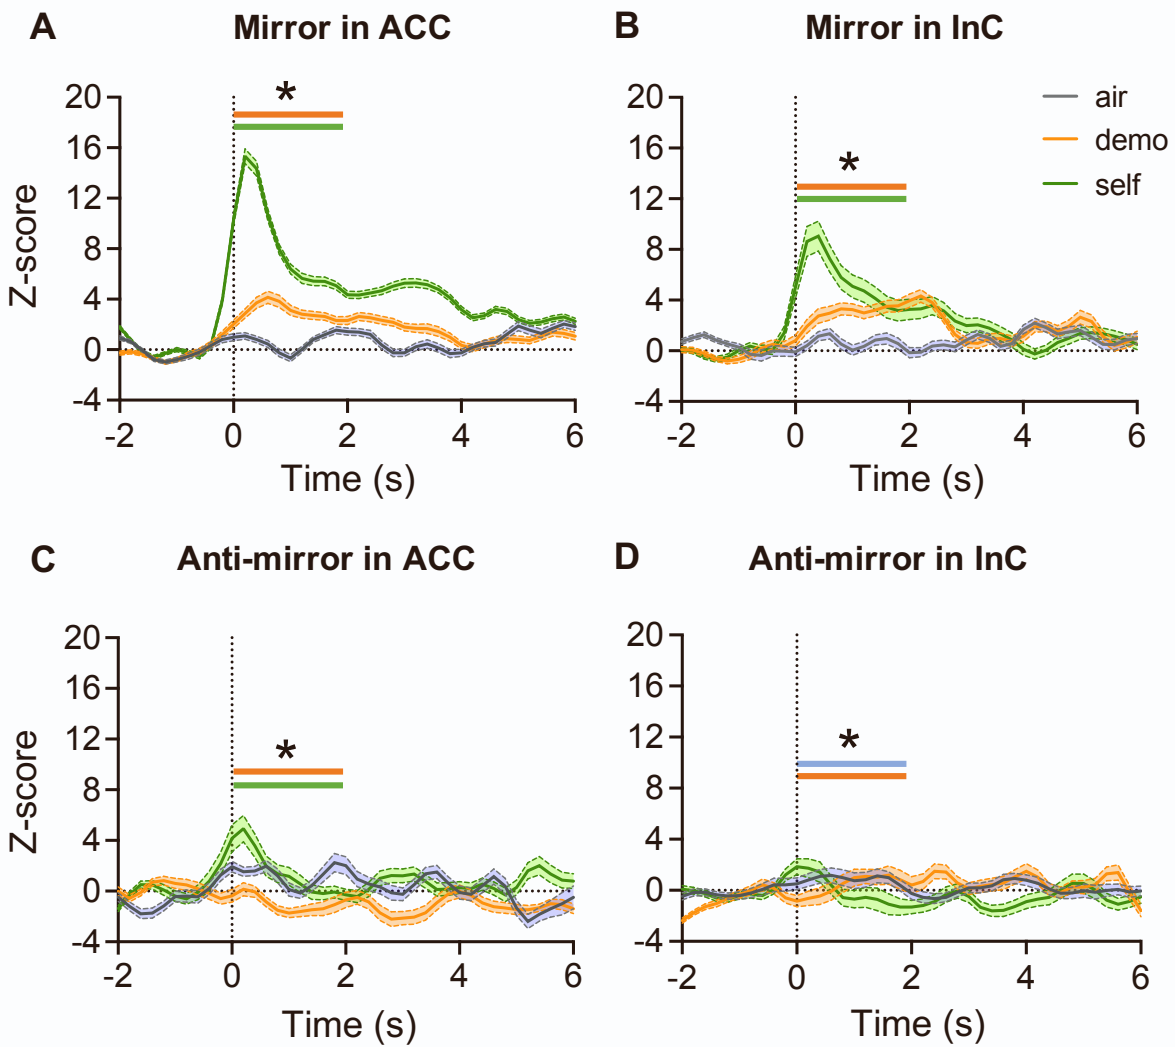 A Mirror in ACC
20
16
12
8
4
0
-4
Z-score
*
-2 0 2 4 6
Time (s)
B Mirror in InC
20
16
12
8
4
0
-4
*
air
demo
self
-2 0 2 4 6
Time (s)
C Anti-mirror in ACC
20
16
12
8
4
0
-4
Z-score
*
-2 0 2 4 6
Time (s)
D Anti-mirror in InC
20
16
12
8
4
0
-4
*
-2 0 2 4 6
Time (s)